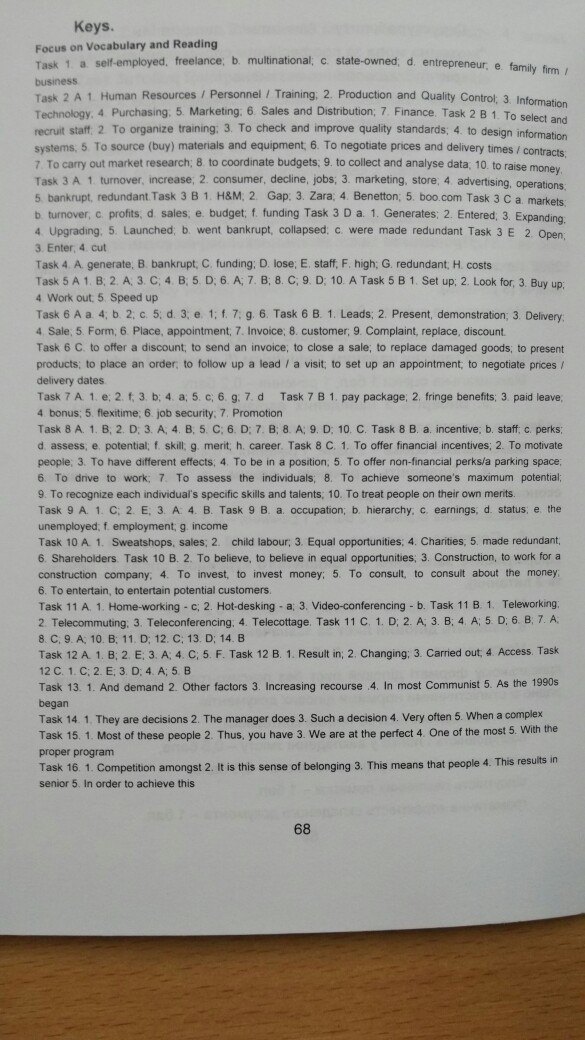 Keys.
Focus on Vocabulary and Reading
Task 1 a. self-employed, freelance; b. multinational; c. state-owned; d. entrepreneur; e. family firm /
business.
Task 2 A 1. Human Resources / Personnel / Training; 2. Production and Quality Control; 3. Information
Technology; 4. Purchasing; 5. Marketing; 6. Sales and Distribution; 7. Finance. Task 2 B 1. To select and
recruit staff; 2. To organize training; 3. To check and improve quality standards; 4. to design information
systems; 5. To source (buy) materials and equipment; 6. To negotiate prices and delivery times / contracts;
7. To carry out market research; 8. to coordinate budgets; 9. to collect and analyse data; 10. to raise money.
Task 3 A. 1. turnover, increase; 2. consumer, decline, jobs; 3. marketing, store; 4. advertising, operations;
5. bankrupt, redundant.Task 3 B 1. H&M; 2. Gap; 3. Zara; 4. Benetton; 5. boo.com Task 3 C a. markets;
b. turnover; c. profits; d. sales; e. budget; f. funding Task 3 D a. 1. Generates; 2. Entered; 3. Expanding;
4. Upgrading; 5. Launched; b. went bankrupt, collapsed; c. were made redundant Task 3 E 2. Open;
3. Enter; 4. cut
Task 4. A. generate; B. bankrupt; C. funding; D. lose; E. staff; F. high; G. redundant; H. costs
Task 5 A 1. B; 2. A; 3. C; 4. B; 5. D; 6. A; 7. B; 8. C; 9. D; 10. A Task 5 B 1. Set up; 2. Look for; 3. Buy up;
4. Work out; 5. Speed up
Task 6 A a. 4; b. 2; c. 5; d. 3; e. 1; f. 7; g. 6. Task 6 B. 1. Leads; 2. Present, demonstration; 3. Delivery;
4. Sale; 5. Form; 6. Place, appointment; 7. Invoice; 8. customer; 9. Complaint, replace, discount.
Task 6 C. to offer a discount; to send an invoice; to close a sale; to replace damaged goods; to present
products; to place an order; to follow up a lead / a visit; to set up an appointment; to negotiate prices /
delivery dates.
Task 7 A 1. e; 2. f; 3. b; 4. a; 5. c; 6. g; 7. d Task 7 B 1. pay package; 2. fringe benefits; 3. paid leave;
4. bonus; 5. flexitime; 6. job security; 7. Promotion
Task 8 A. 1. B; 2. D; 3. A; 4. B; 5. C; 6. D; 7. B; 8. A; 9. D; 10. C. Task 8 B. a. incentive; b. staff; c. perks;
d. assess; e. potential; f. skill; g. merit; h. career. Task 8 C. 1. To offer financial incentives; 2. To motivate
people; 3. To have different effects; 4. To be in a position; 5. To offer non-financial perks/a parking space;
6. To drive to work; 7. To assess the individuals; 8. To achieve someone's maximum potential;
9. To recognize each individual's specific skills and talents; 10. To treat people on their own merits.
Task 9 A. 1. C; 2. E; 3. A: 4. B. Task 9 B. a. occupation; b. hierarchy; c. earnings; d. status; e. the
unemployed; f. employment; g. income
Task 10 A. 1. Sweatshops, sales; 2. child labour; 3. Equal opportunities; 4. Charities; 5. made redundant;
6. Shareholders. Task 10 B. 2. To believe, to believe in equal opportunities; 3. Construction, to work for a
construction company; 4. To invest, to invest money; 5. To consult, to consult about the money;
6. To entertain, to entertain potential customers.
Task 11 A. 1. Home-working - c; 2. Hot-desking - a; 3. Video-conferencing - b. Task 11 B. 1. Teleworking;
2. Telecommuting; 3. Teleconferencing; 4. Telecottage. Task 11 C. 1. D; 2. A; 3. B; 4. A; 5. D; 6. B; 7. A;
8. C; 9. A; 10. B; 11. D; 12. C; 13. D; 14. B
Task 12 A. 1. B; 2. E; 3. A; 4. C; 5. F. Task 12 B. 1. Result in; 2. Changing; 3. Carried out; 4. Access. Task
12 C. 1. C; 2. E; 3. D; 4. A; 5. B
Task 13. 1. And demand 2. Other factors 3. Increasing recourse .4. In most Communist 5. As the 1990s
began
Task 14. 1. They are decisions 2. The manager does 3. Such a decision 4. Very often 5. When a complex
Task 15. 1. Most of these people 2. Thus, you have 3. We are at the perfect 4. One of the most 5. With the
proper program
Task 16. 1. Competition amongst 2. It is this sense of belonging 3. This means that people 4. This results in
senior 5. In order to achieve this
68